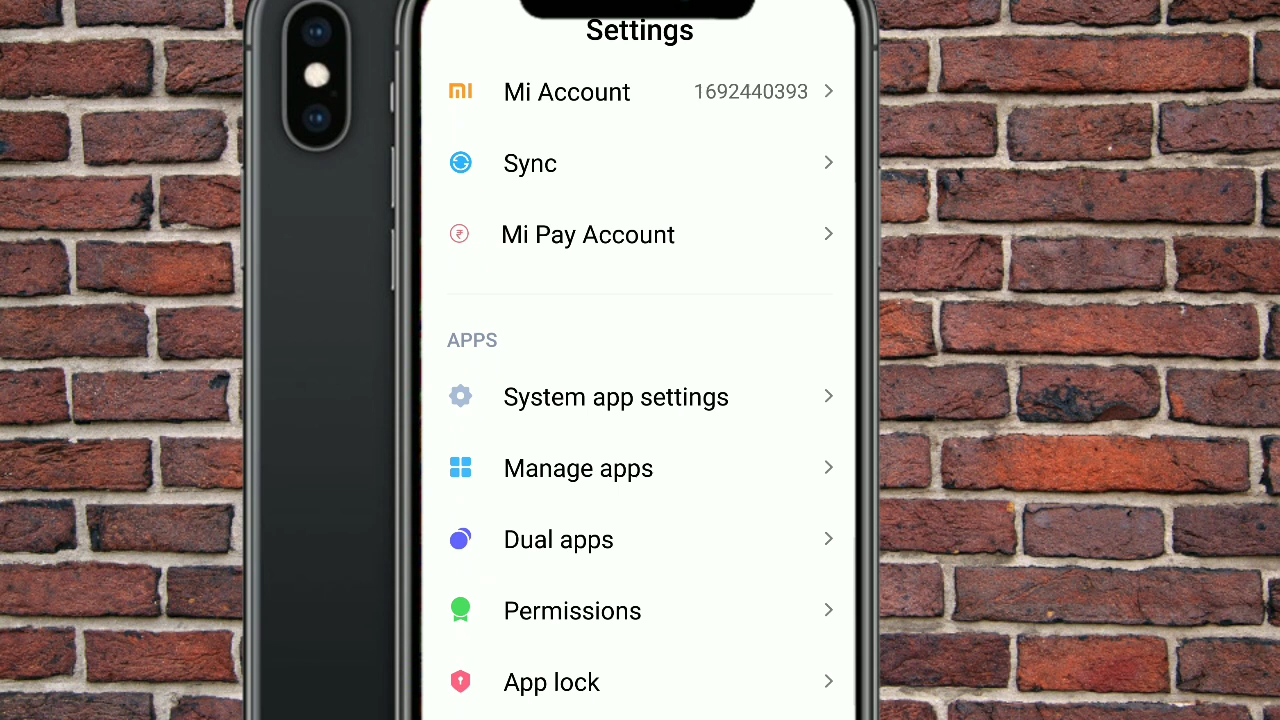 Settings
Mi Account 1692440393
Sync
Mi Pay Account
APPS
System app settings
Manage apps
Dual apps
Permissions
App lock